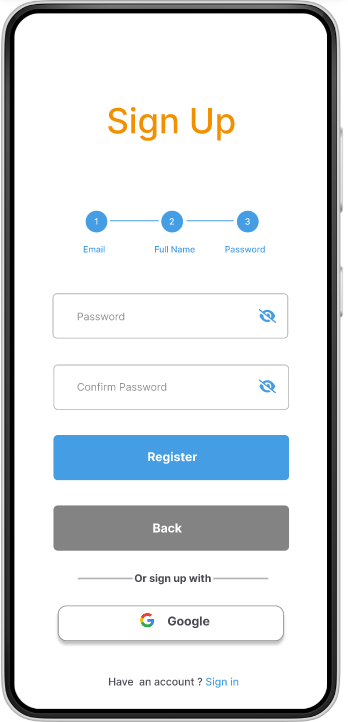 Sign Up
1 2 3
Email Full Name Password
Password
Confirm Password
Register
Back
Or sign up with
Google
Have an account ? Sign in